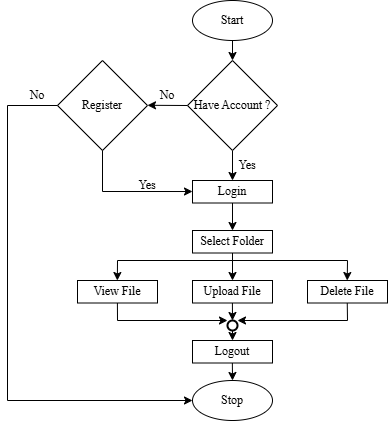 Start
No
No
Register
Have Account ?
Yes
Yes
Login
Select Folder
View File
Upload File
Delete File
Logout
Stop